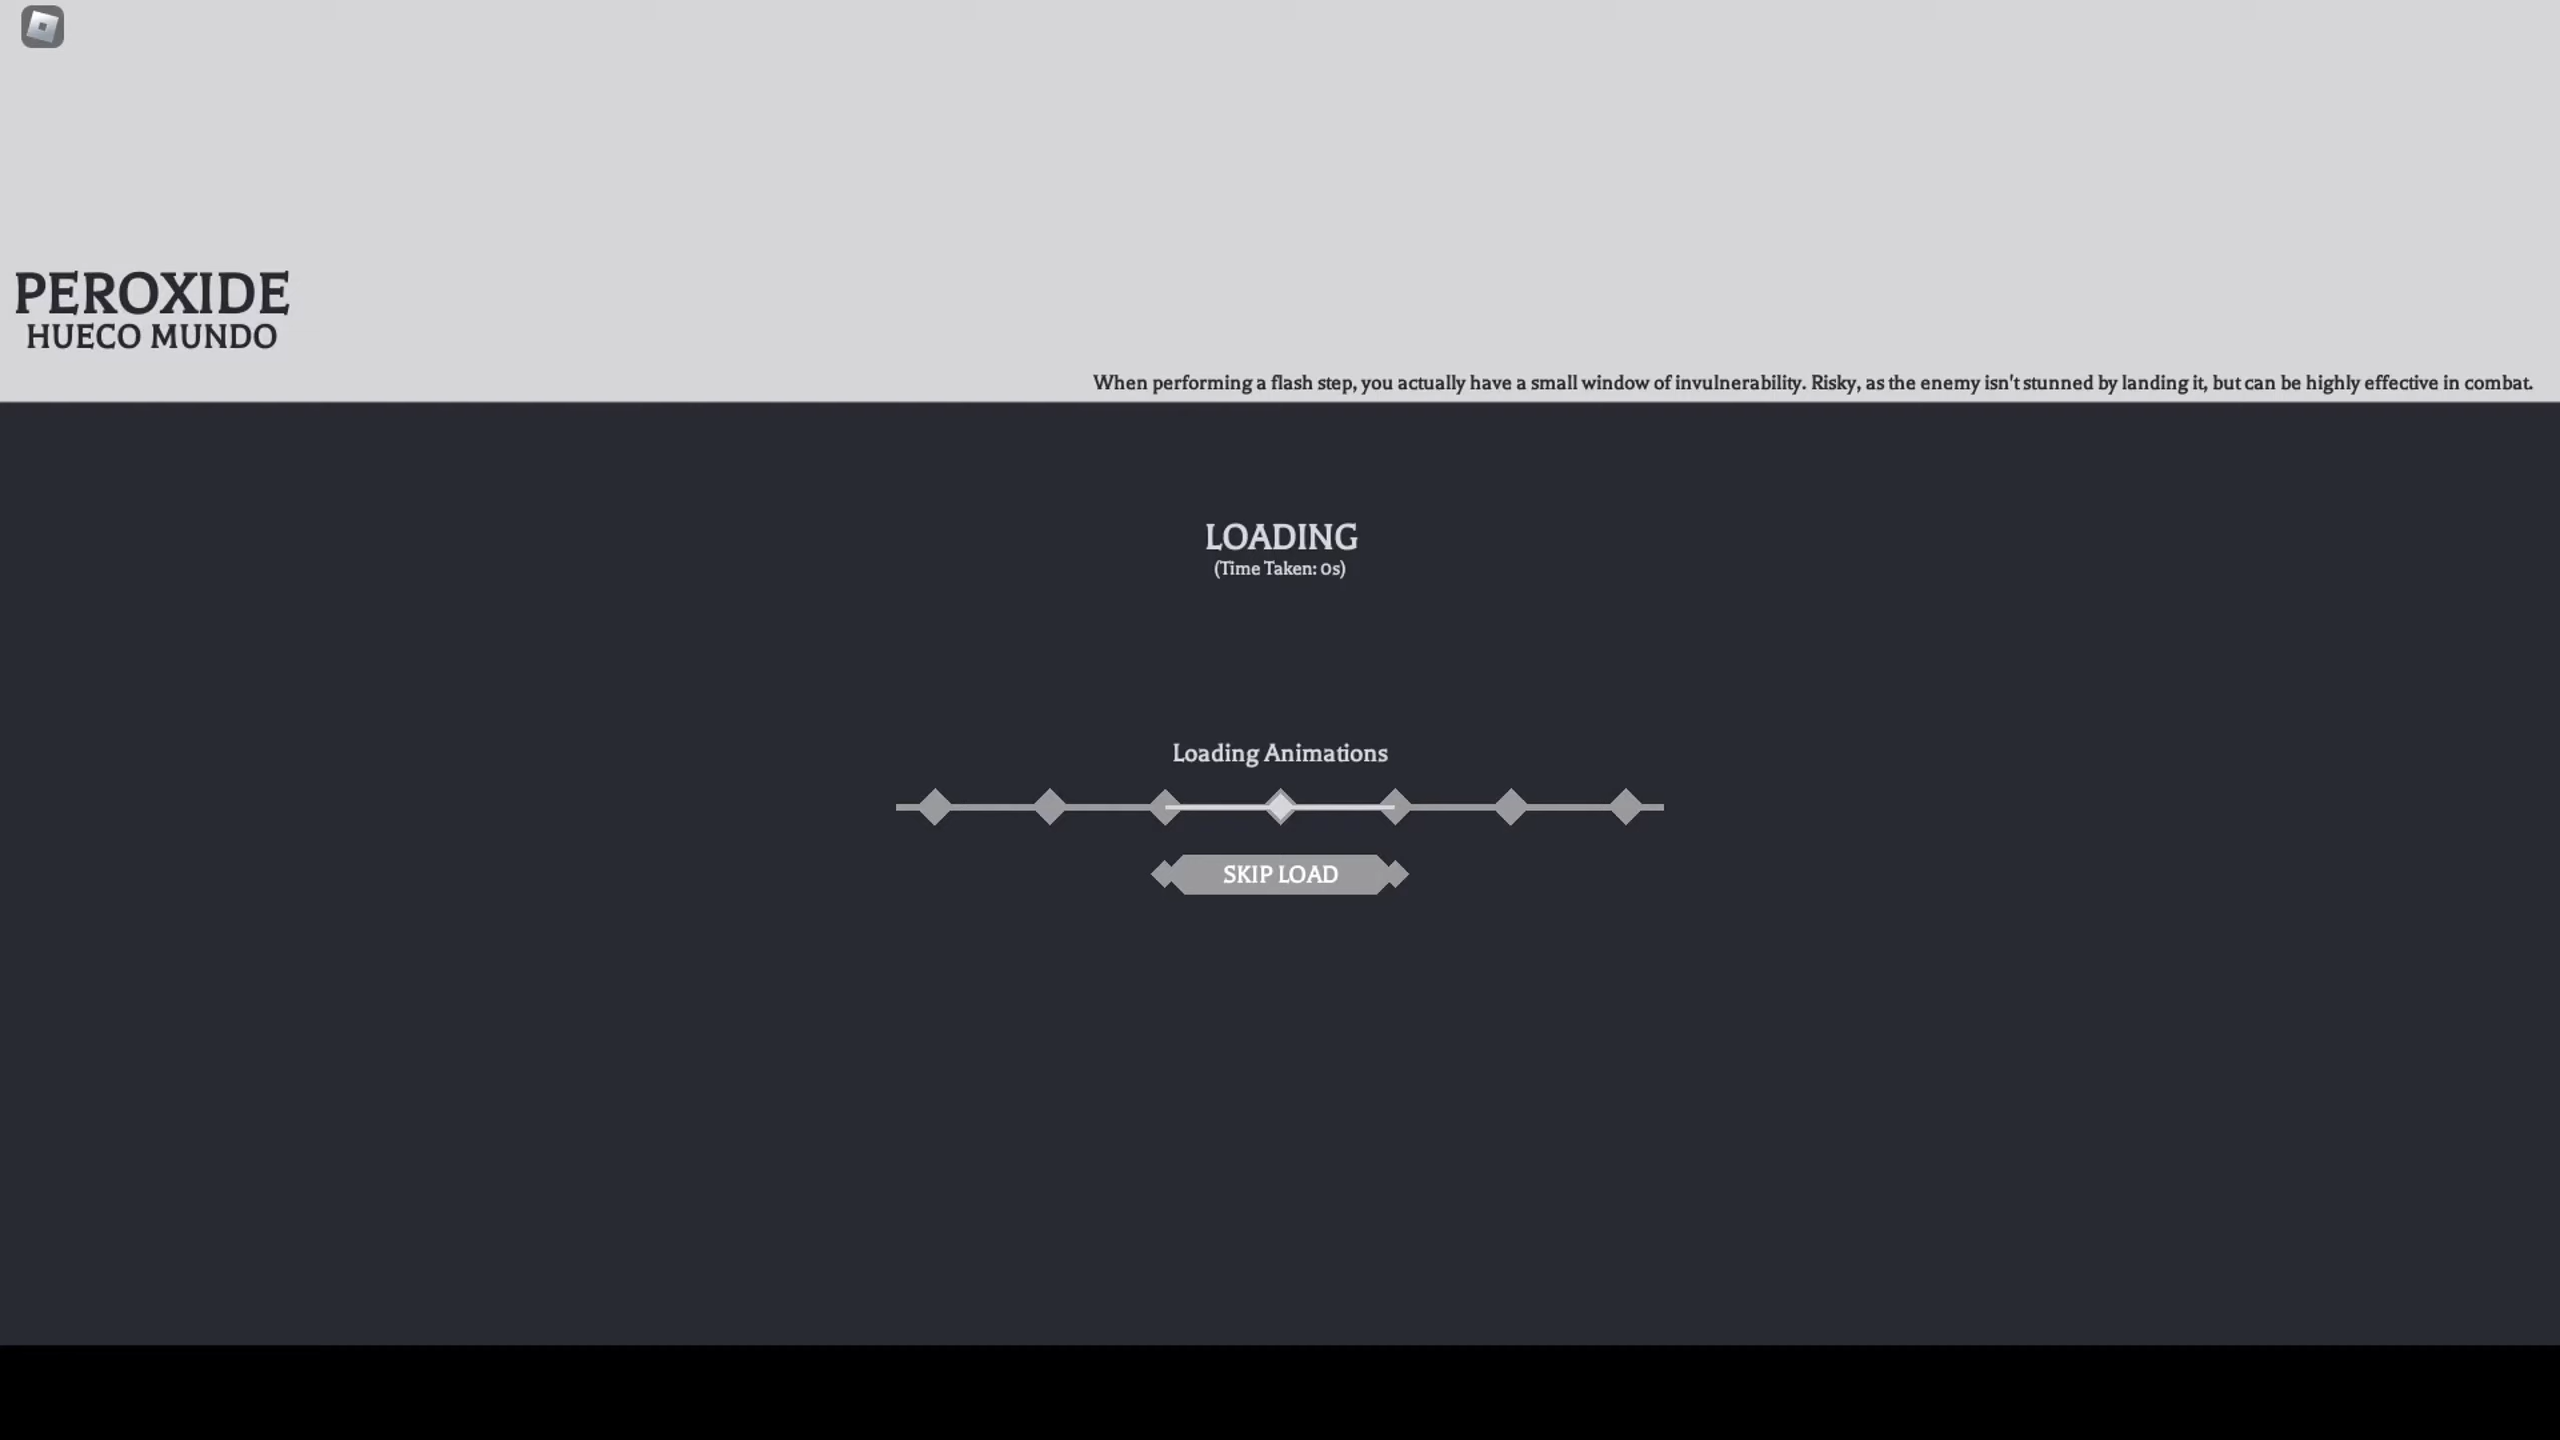 PEROXIDE
HUECO MUNDO
When performing a flash step, you actually have a small window of invulnerability. Risky, as the enemy isn't stunned by landing it, but can be highly effective in combat.
LOADING
(Time Taken: 0s)
Loading Animations
SKIP LOAD